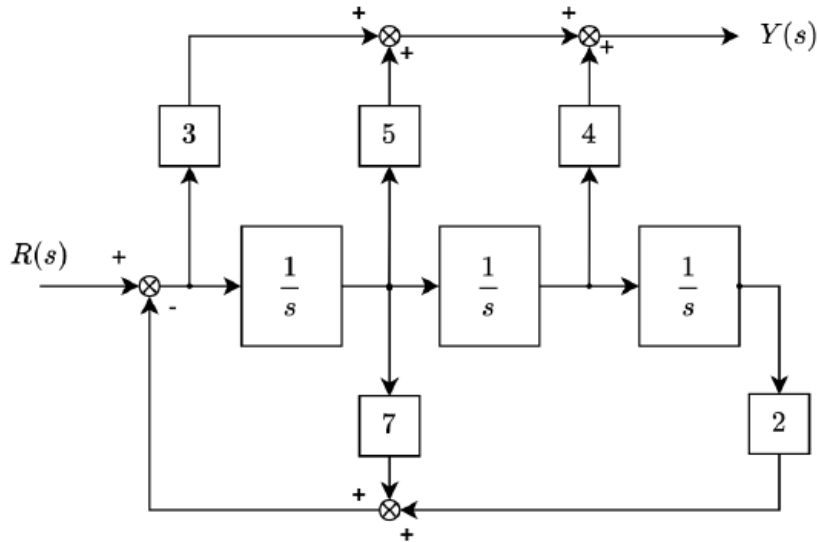 + +
+ + Y(s)
3 5 4
R(s) + 1/s 1/s 1/s
-
7 2
+
+